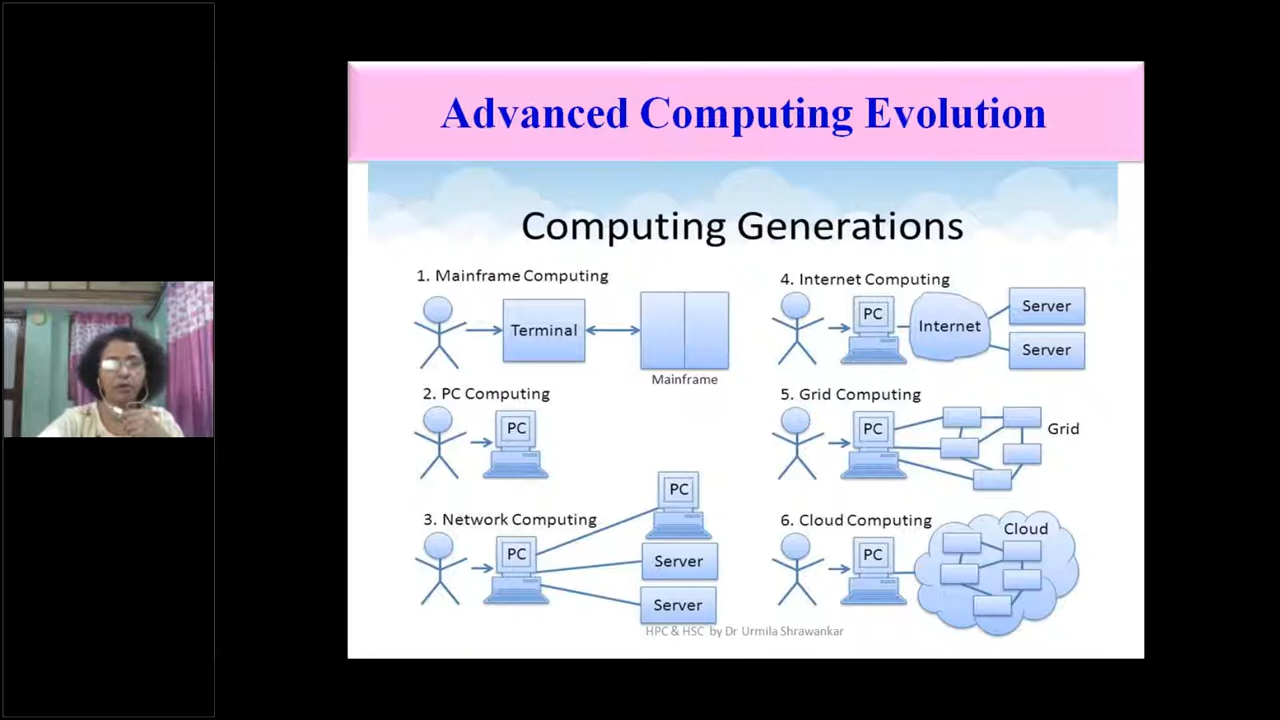 Advanced Computing Evolution
Computing Generations
1. Mainframe Computing
Terminal
Mainframe
2. PC Computing
PC
3. Network Computing
PC
PC
Server
Server
4. Internet Computing
PC
Internet
Server
Server
5. Grid Computing
PC
Grid
6. Cloud Computing
PC
Cloud
HPC & HSC by Dr Urmila Shrawankar